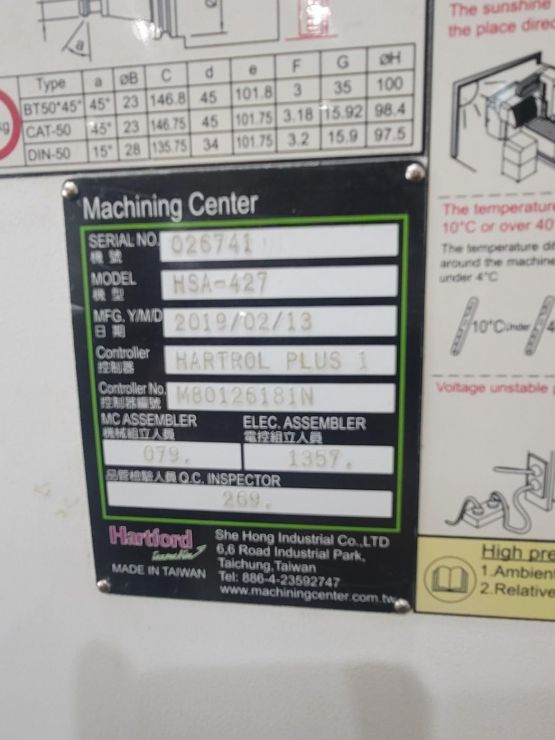 The sunshine
the place direc
a
Type a øB C d e F G øH
BT50*45° 45° 23 146.8 45 101.8 3 35 100
CAT-50 45° 23 146.75 45 101.75 3.18 15.92 98.4
DIN-50 15° 28 135.75 34 101.75 3.2 15.9 97.5
Machining Center
SERIAL NO. 026741
機 號
MODEL HSA-427
機 型
MFG. Y/M/D 2019/02/13
日 期
Controller HARTROL PLUS 1
控制器
Controller No. M80126181N
控制器編號
MC ASSEMBLER ELEC. ASSEMBLER
機械組立人員 電控組立人員
079. 1357.
品管檢驗人員 Q.C. INSPECTOR
269.
Hartford
MADE IN TAIWAN
She Hong Industrial Co.,LTD
6,6 Road Industrial Park,
Taichung,Taiwan
Tel: 886-4-23592747
www.machiningcenter.com.tw
The temperatur
10°C or over 40
The temperature di
around the machine
under 4°C
10°C under 4
Voltage unstable p
High pre
1.Ambien
2.Relative